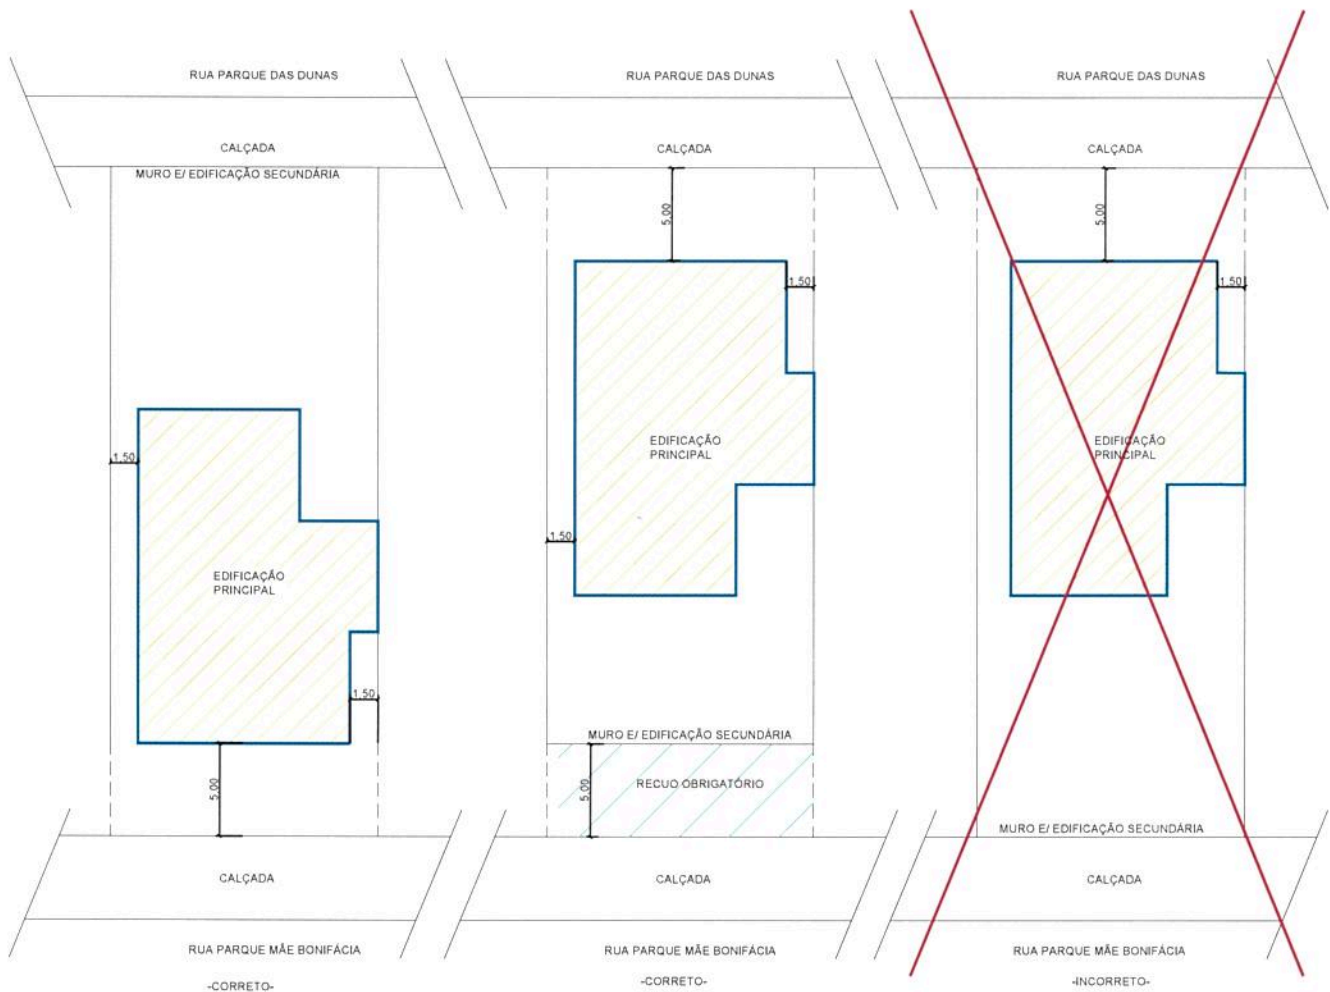 RUA PARQUE DAS DUNAS
CALÇADA
MURO E/ EDIFICAÇÃO SECUNDÁRIA
1.50
EDIFICAÇÃO
PRINCIPAL
1.50
5.00
CALÇADA
RUA PARQUE MÃE BONIFÁCIA
-CORRETO-
RUA PARQUE DAS DUNAS
CALÇADA
5.00
1.50
EDIFICAÇÃO
PRINCIPAL
1.50
MURO E/ EDIFICAÇÃO SECUNDÁRIA
5.00
RECUO OBRIGATÓRIO
CALÇADA
RUA PARQUE MÃE BONIFÁCIA
-CORRETO-
RUA PARQUE DAS DUNAS
CALÇADA
5.00
1.50
EDIFICAÇÃO
PRINCIPAL
MURO E/ EDIFICAÇÃO SECUNDÁRIA
CALÇADA
RUA PARQUE MÃE BONIFÁCIA
-INCORRETO-